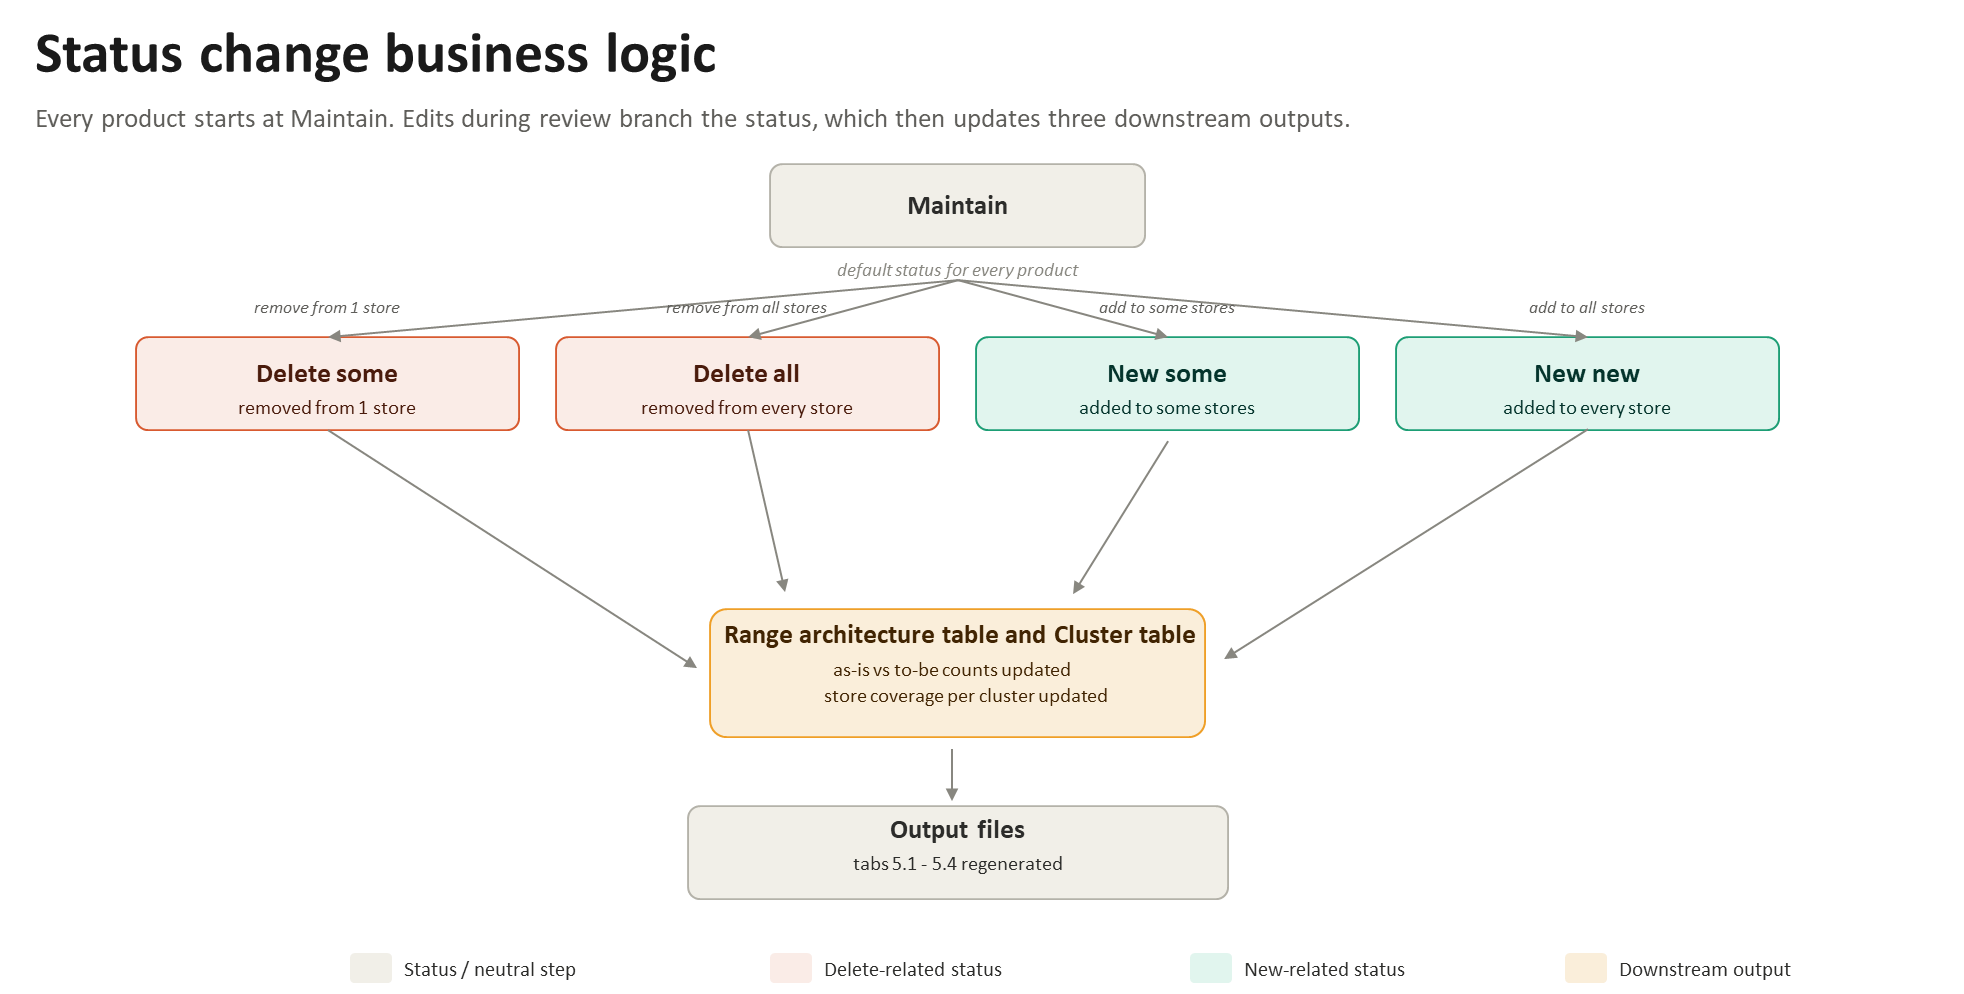 Status change business logic
Every product starts at Maintain. Edits during review branch the status, which then updates three downstream outputs.
Maintain
default status for every product
remove from 1 store
remove from all stores
add to some stores
add to all stores
Delete some
removed from 1 store
Delete all
removed from every store
New some
added to some stores
New new
added to every store
Range architecture table and Cluster table
as-is vs to-be counts updated
store coverage per cluster updated
Output files
tabs 5.1 - 5.4 regenerated
Status / neutral step
Delete-related status
New-related status
Downstream output